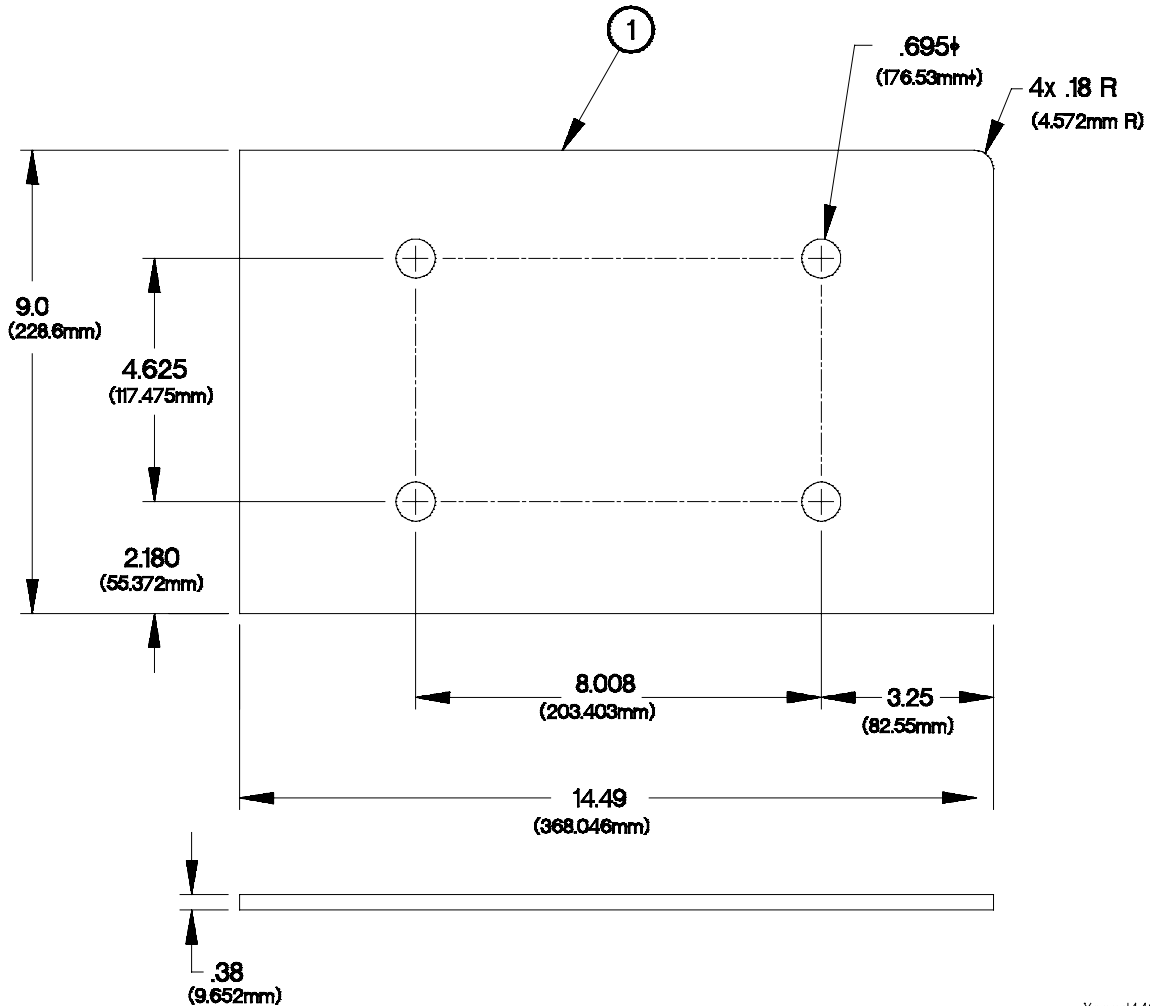 1
.695⌀
(176.53mm⌀)
4x .18 R
(4.572mm R)
9.0
(228.6mm)
4.625
(117.475mm)
2.180
(55.372mm)
8.008
(203.403mm)
3.25
(82.55mm)
14.49
(368.046mm)
.38
(9.652mm)